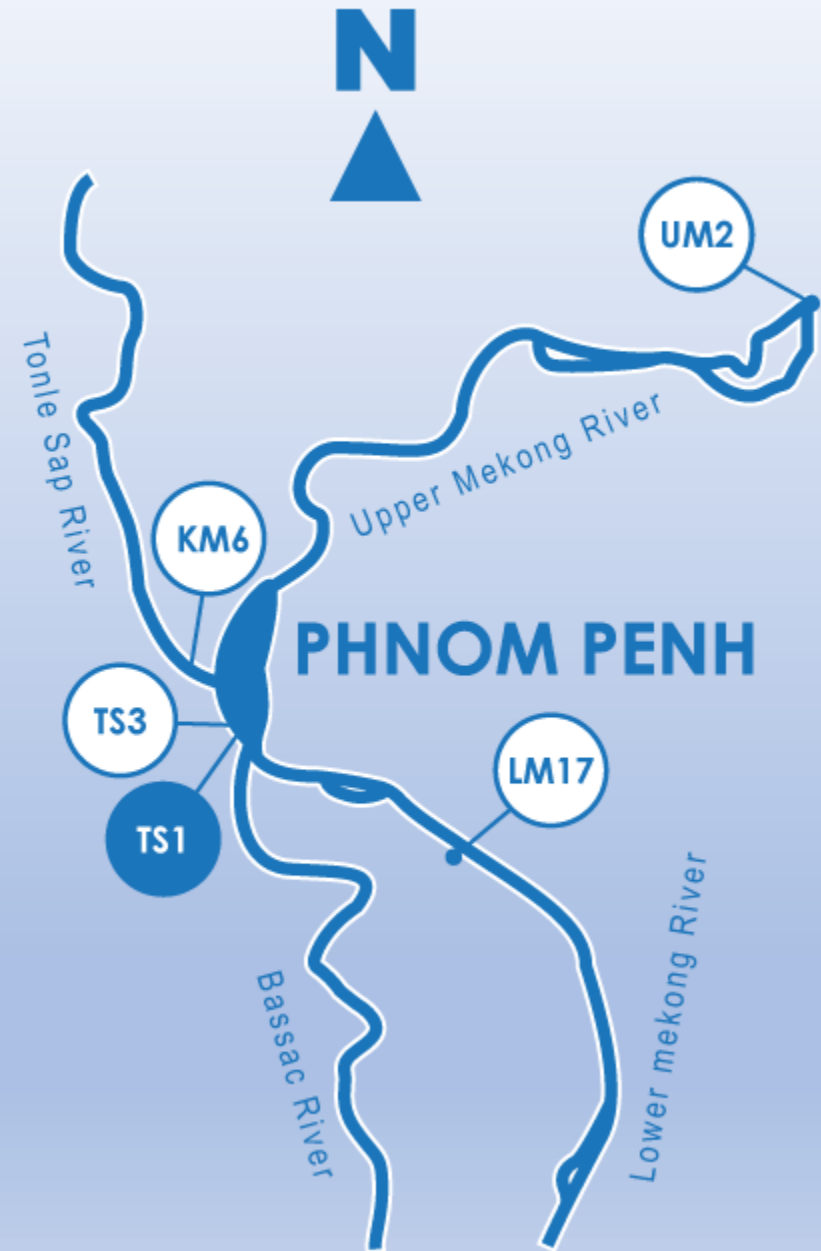 N
UM2
Tonle Sap River
Upper Mekong River
KM6
PHNOM PENH
TS3
LM17
TS1
Bassac River
Lower mekong River